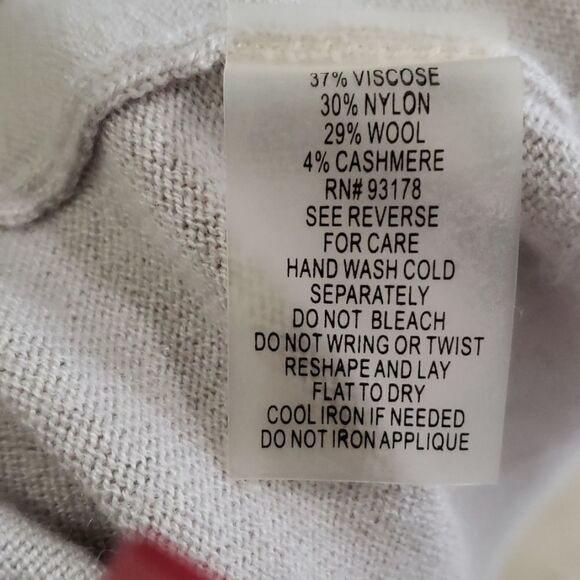 37% VISCOSE
30% NYLON
29% WOOL
4% CASHMERE
RN# 93178
SEE REVERSE
FOR CARE
HAND WASH COLD
SEPARATELY
DO NOT BLEACH
DO NOT WRING OR TWIST
RESHAPE AND LAY
FLAT TO DRY
COOL IRON IF NEEDED
DO NOT IRON APPLIQUE